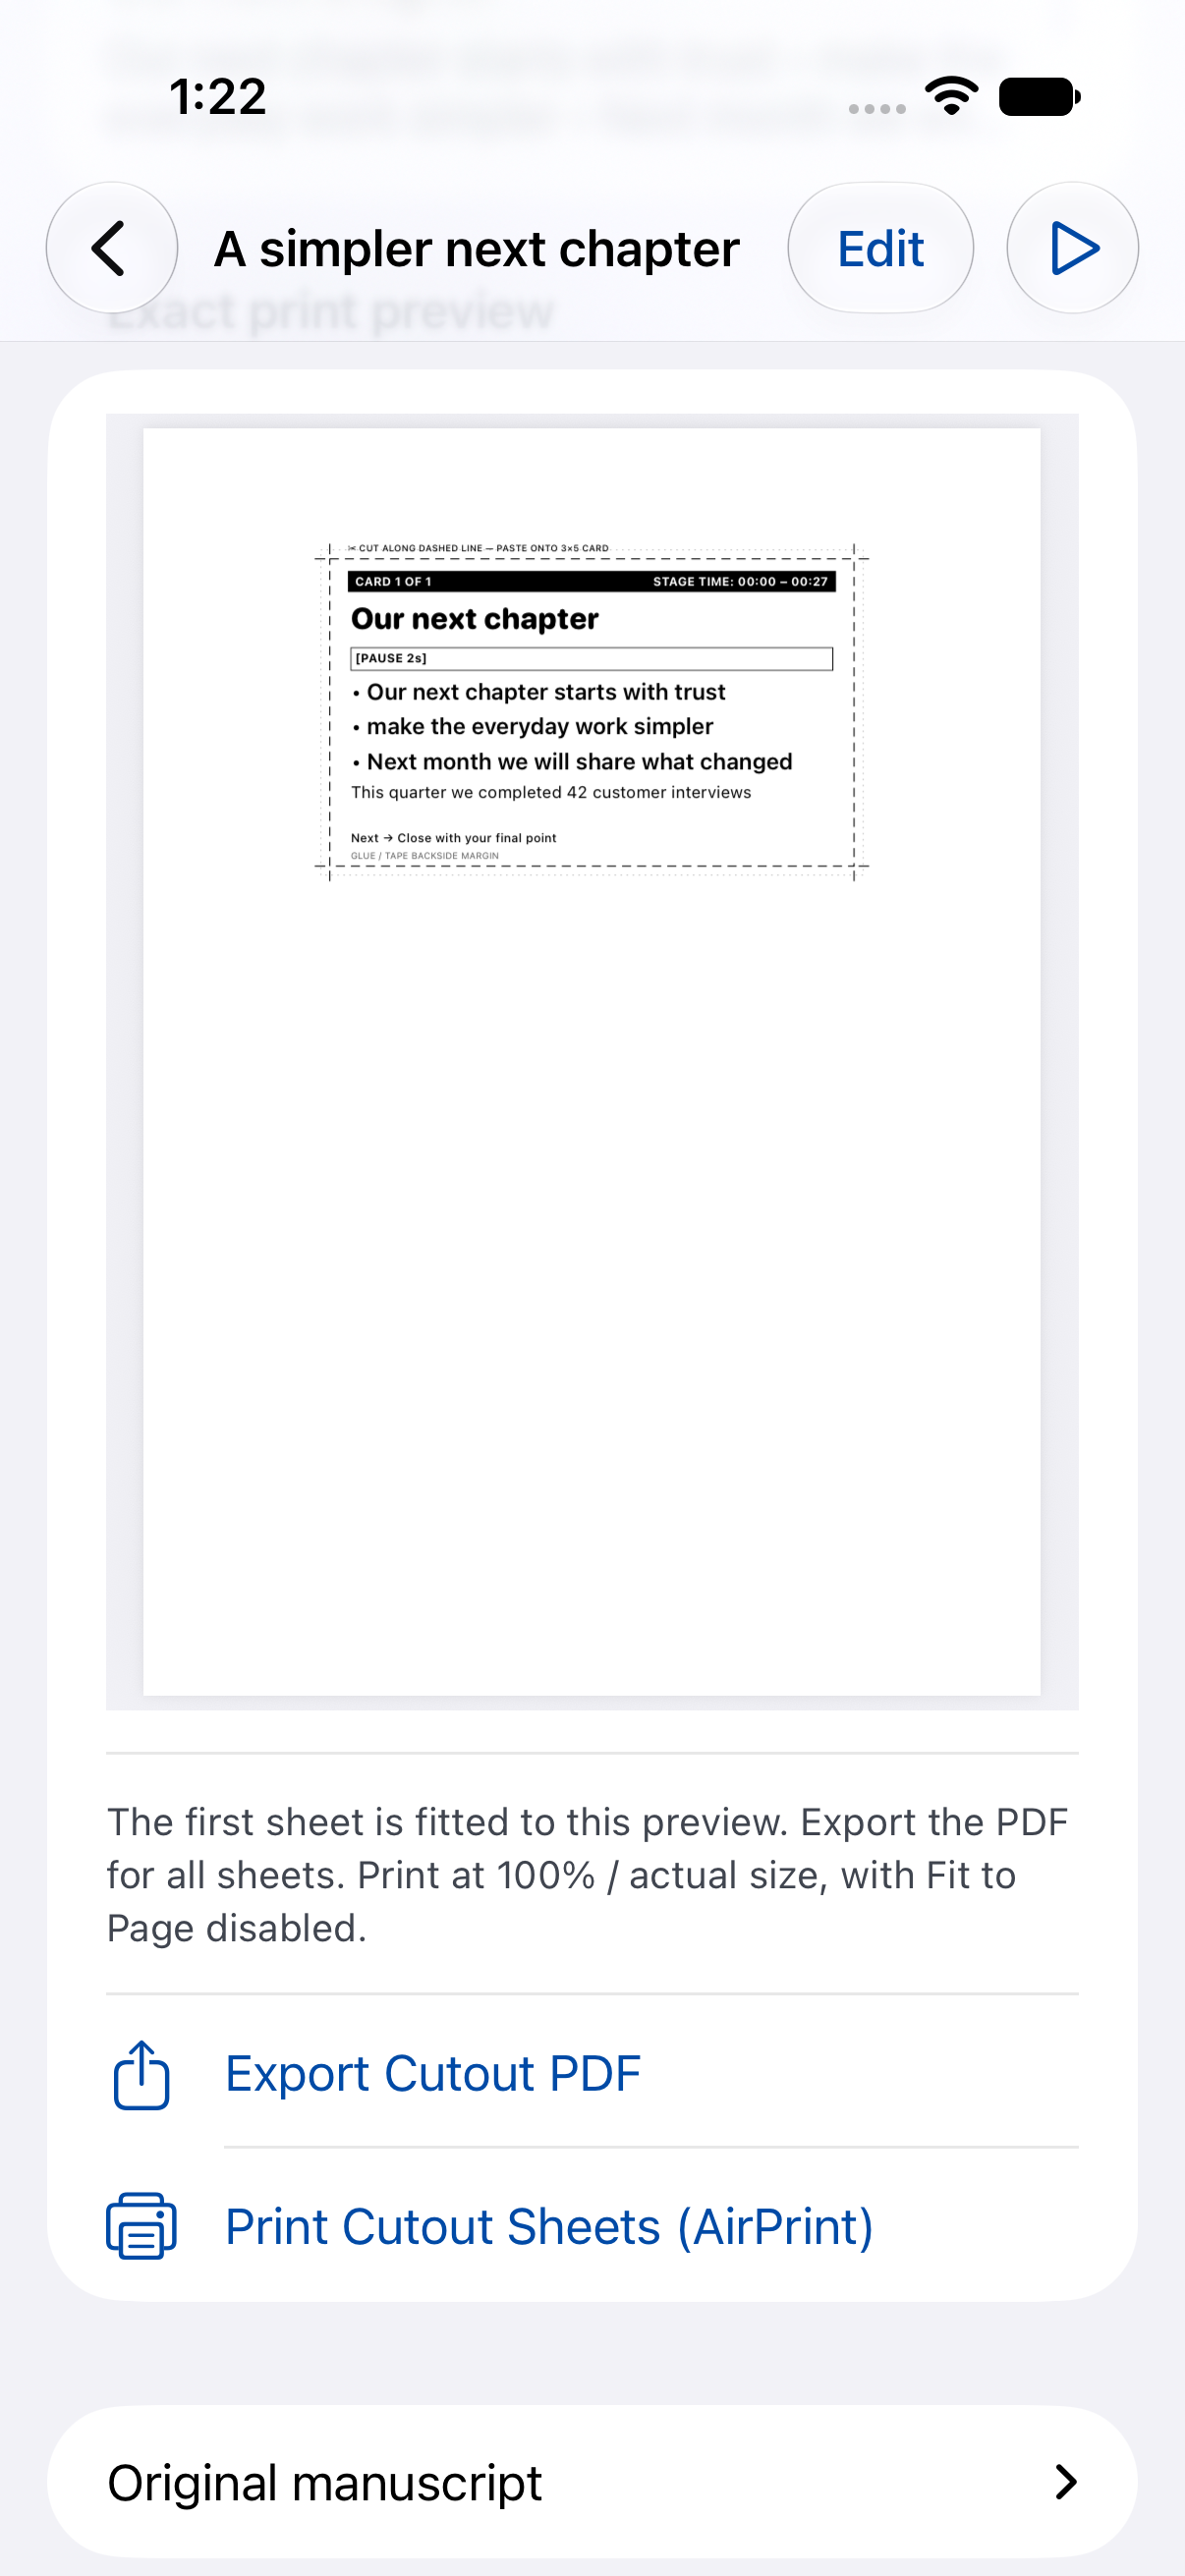 1:22
A simpler next chapter
Edit
Exact print preview
✂ CUT ALONG DASHED LINE — PASTE ONTO 3×5 CARD
CARD 1 OF 1 STAGE TIME: 00:00 – 00:27
Our next chapter
[PAUSE 2s]
• Our next chapter starts with trust
• make the everyday work simpler
• Next month we will share what changed
This quarter we completed 42 customer interviews
Next → Close with your final point
GLUE / TAPE BACKSIDE MARGIN
The first sheet is fitted to this preview. Export the PDF
for all sheets. Print at 100% / actual size, with Fit to
Page disabled.
Export Cutout PDF
Print Cutout Sheets (AirPrint)
Original manuscript